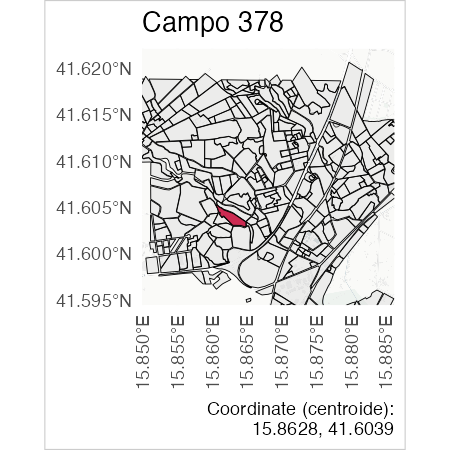 Campo 378
41.620°N
41.615°N
41.610°N
41.605°N
41.600°N
41.595°N
15.850°E
15.855°E
15.860°E
15.865°E
15.870°E
15.875°E
15.880°E
15.885°E
Coordinate (centroide):
15.8628, 41.6039